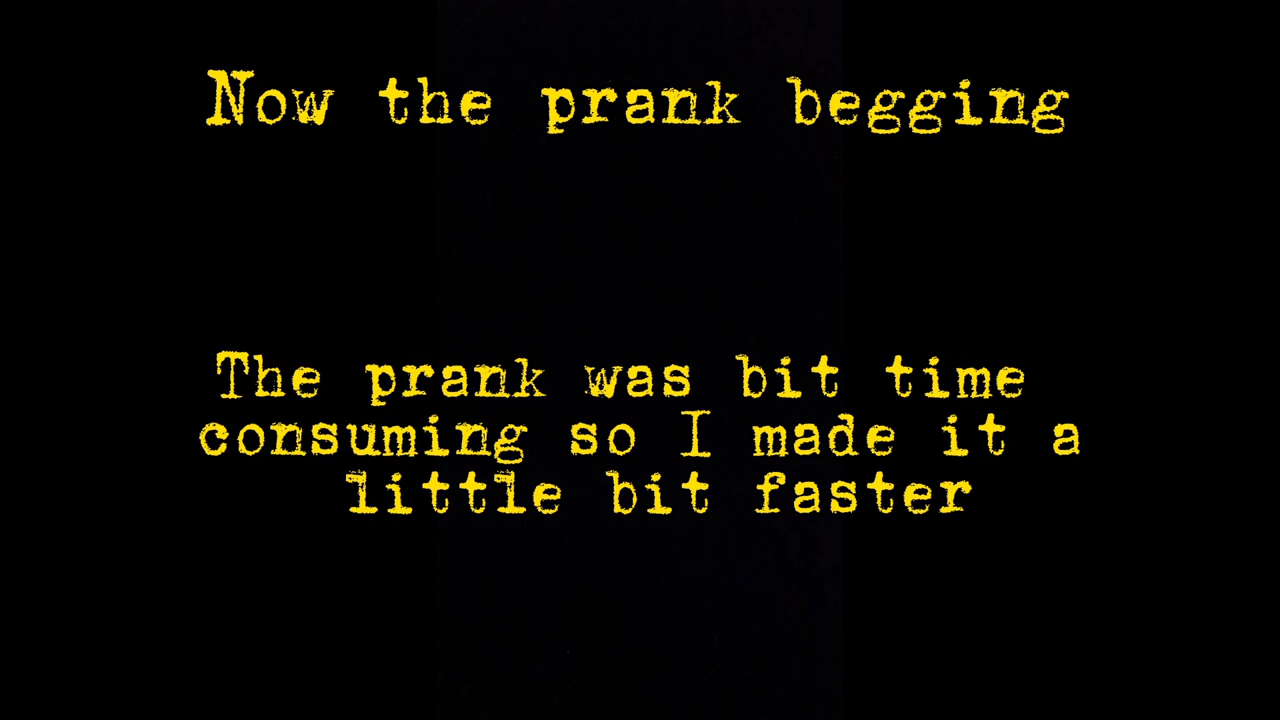 Now the prank begging
The prank was bit time
consuming so I made it a
little bit faster